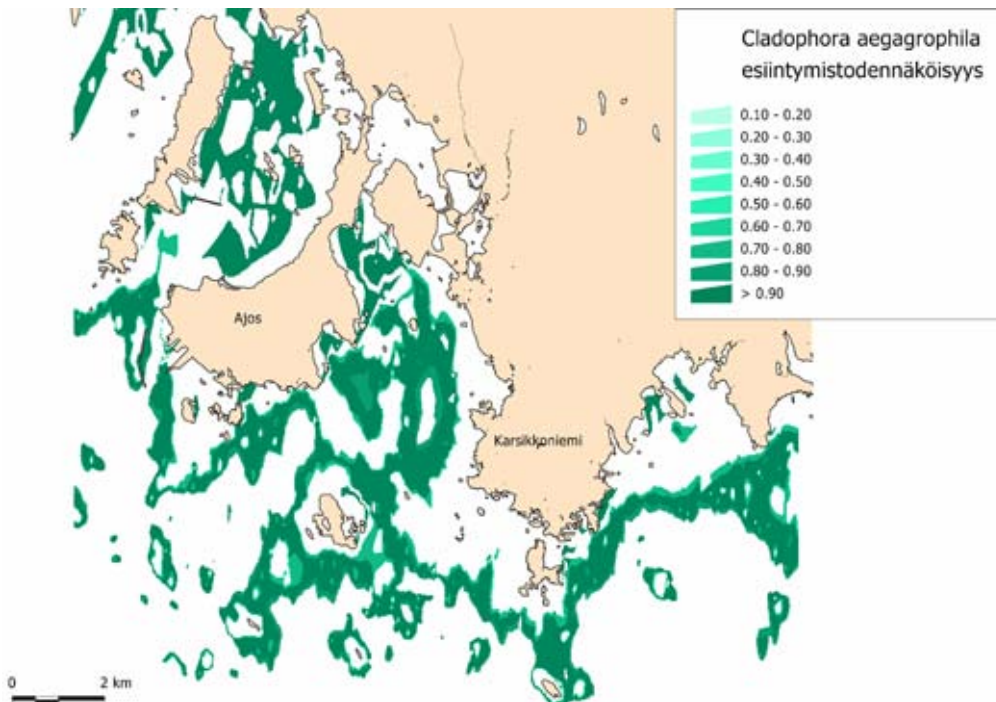 Cladophora aegagrophila
esiintymistodennäköisyys
0.10 - 0.20
0.20 - 0.30
0.30 - 0.40
0.40 - 0.50
0.50 - 0.60
0.60 - 0.70
0.70 - 0.80
0.80 - 0.90
> 0.90
Ajos
Karsikkoniemi
0 2 km